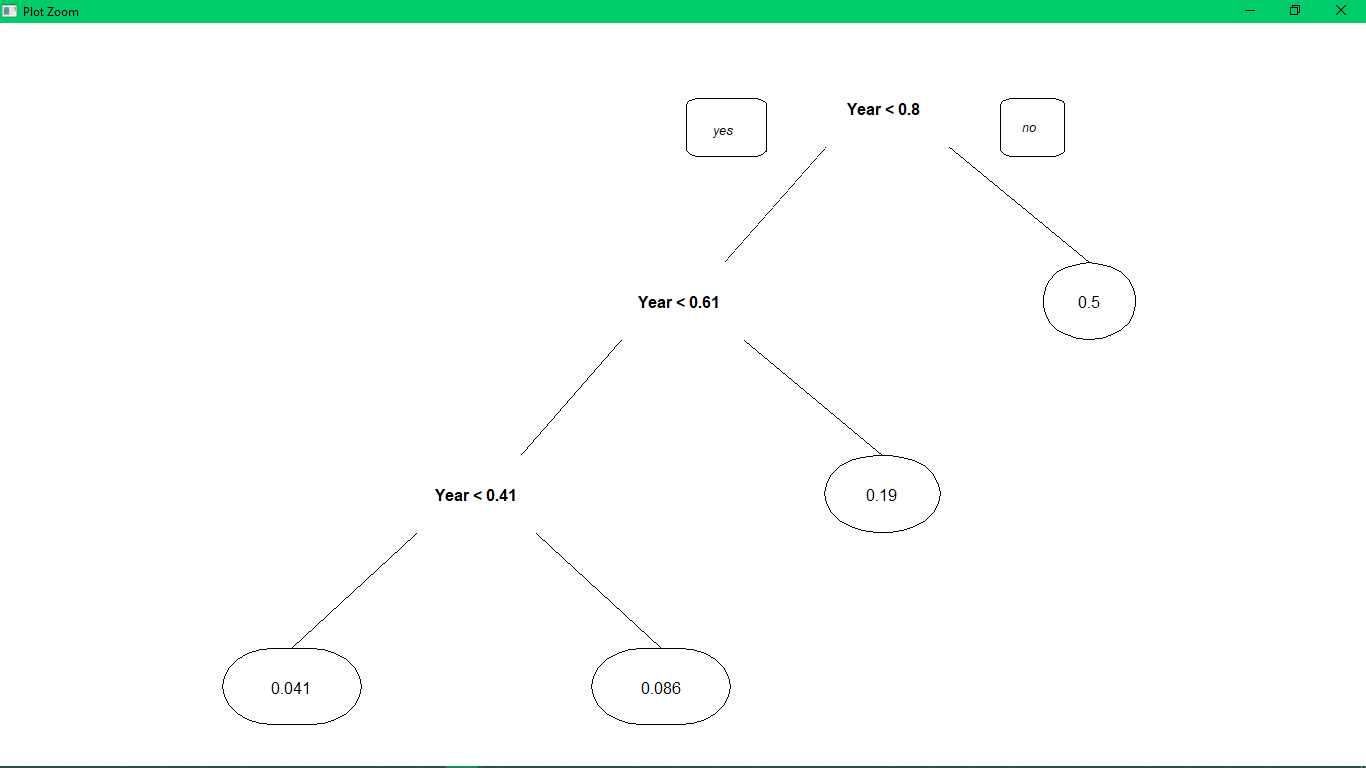 Plot Zoom
yes
Year < 0.8
no
Year < 0.61
0.5
Year < 0.41
0.19
0.041
0.086